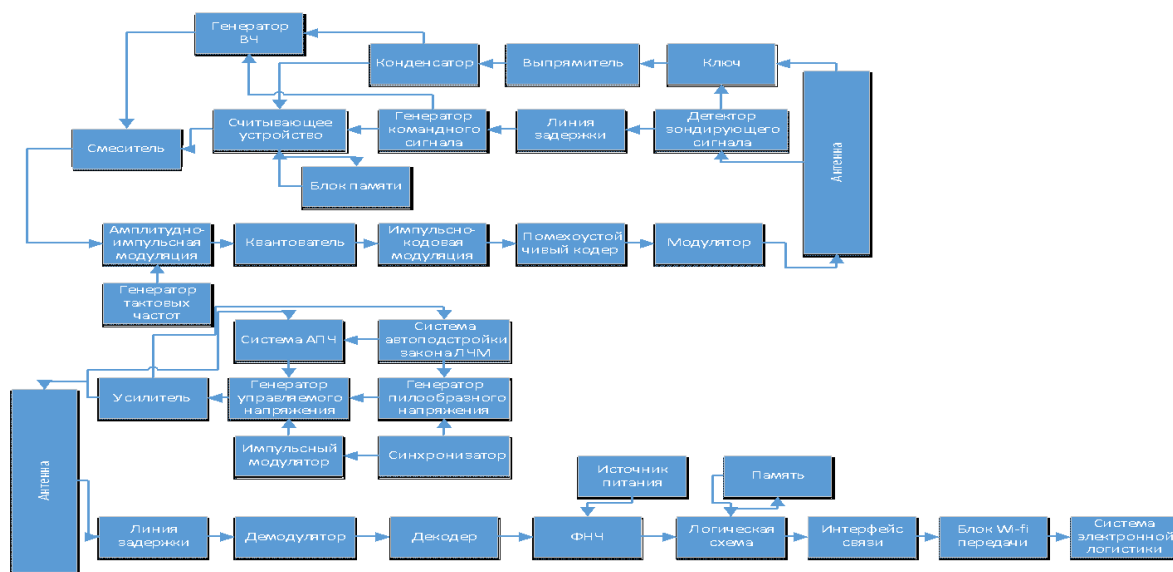 Генератор
ВЧ
Конденсатор
Выпрямитель
Ключ
Считывающее
устройство
Генератор
командного
сигнала
Линия
задержки
Детектор
зондирующего
сигнала
Смеситель
Блок памяти
Антенна
Амплитудно-
импульсная
модуляция
Квантователь
Импульсно-
кодовая
модуляция
Помехоустой
чивый кодер
Модулятор
Генератор
тактовых
частот
Система АПЧ
Система
автоподстройки
закона ЛЧМ
Усилитель
Генератор
управляемого
напряжения
Генератор
пилообразного
напряжения
Импульсный
модулятор
Синхронизатор
Антенна
Источник
питания
Память
Линия
задержки
Демодулятор
Декодер
ФНЧ
Логическая
схема
Интерфейс
связи
Блок Wi-fi
передачи
Система
электронной
логистики